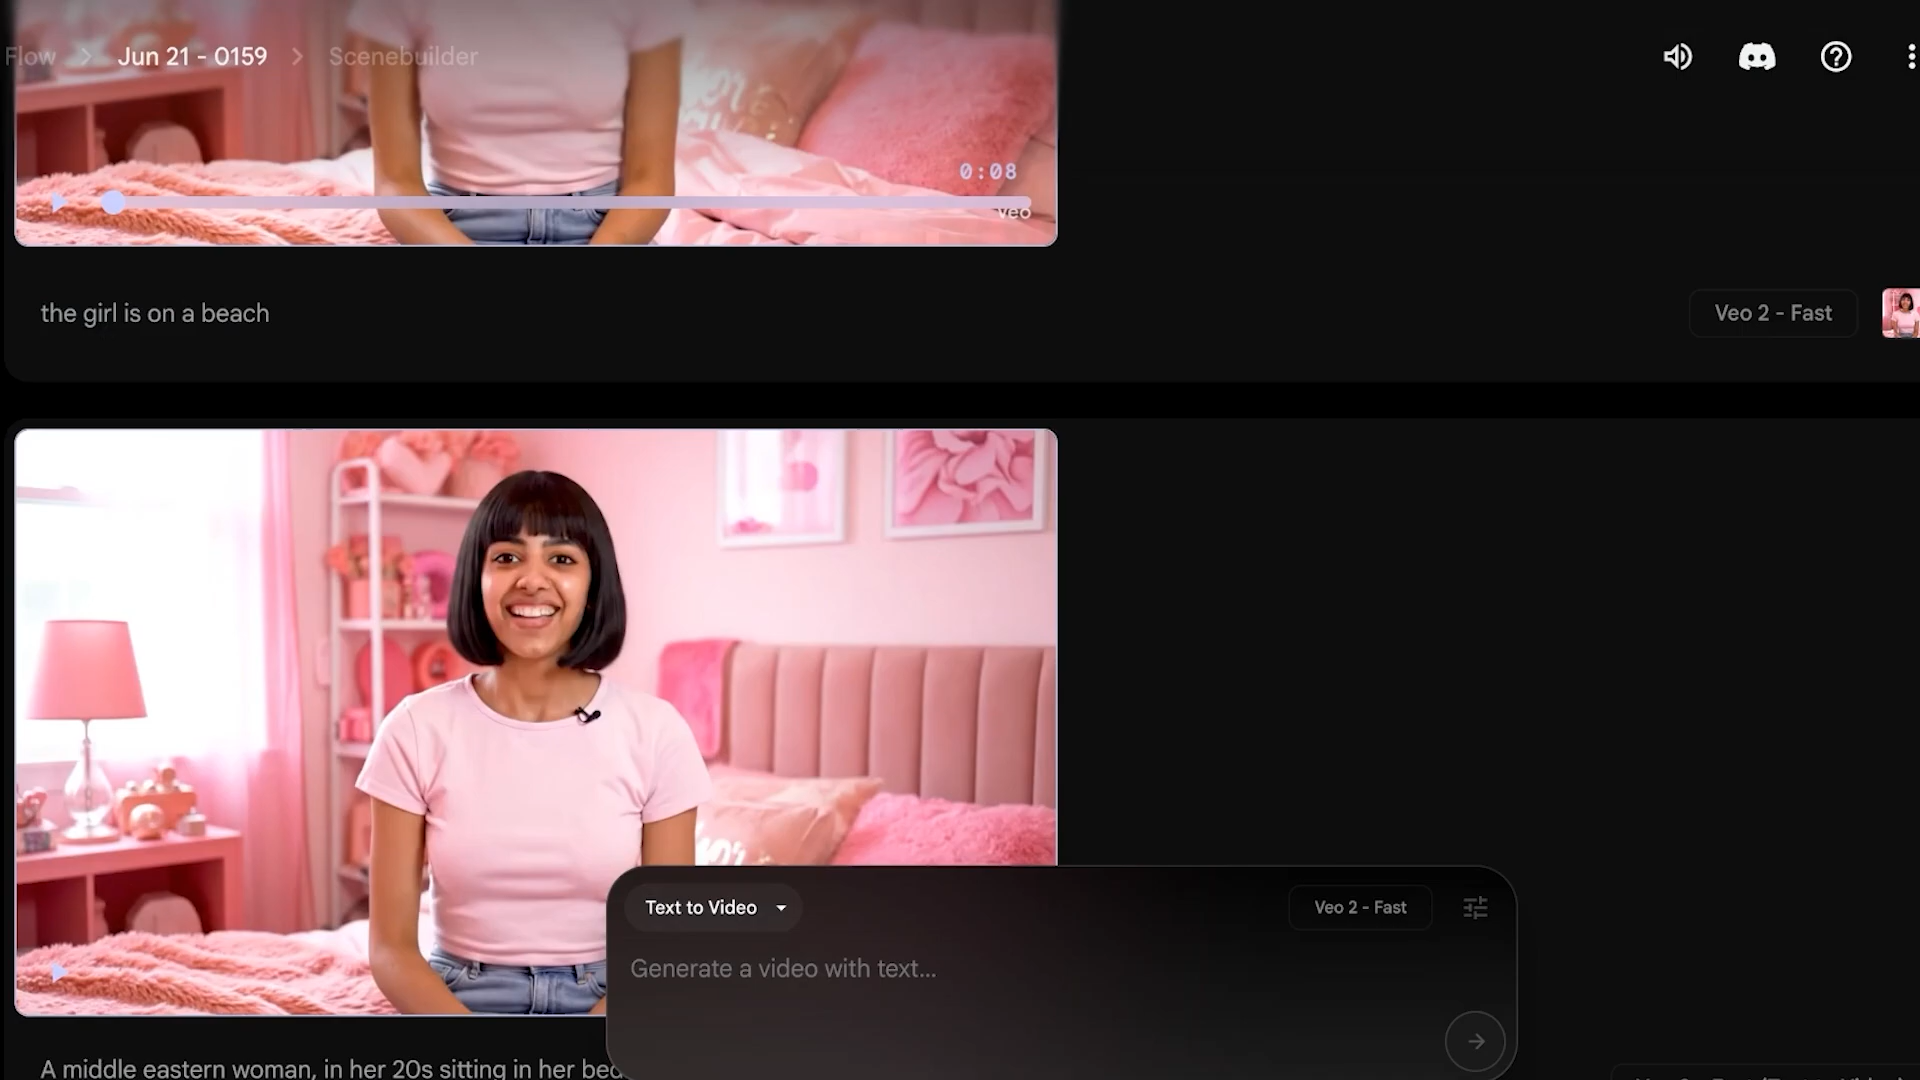 Flow > Jun 21 - 0159 > Scenebuilder
0:08
veo
the girl is on a beach
Veo 2 - Fast
Text to Video
Veo 2 - Fast
Generate a video with text...
A middle eastern woman, in her 20s sitting in her bed